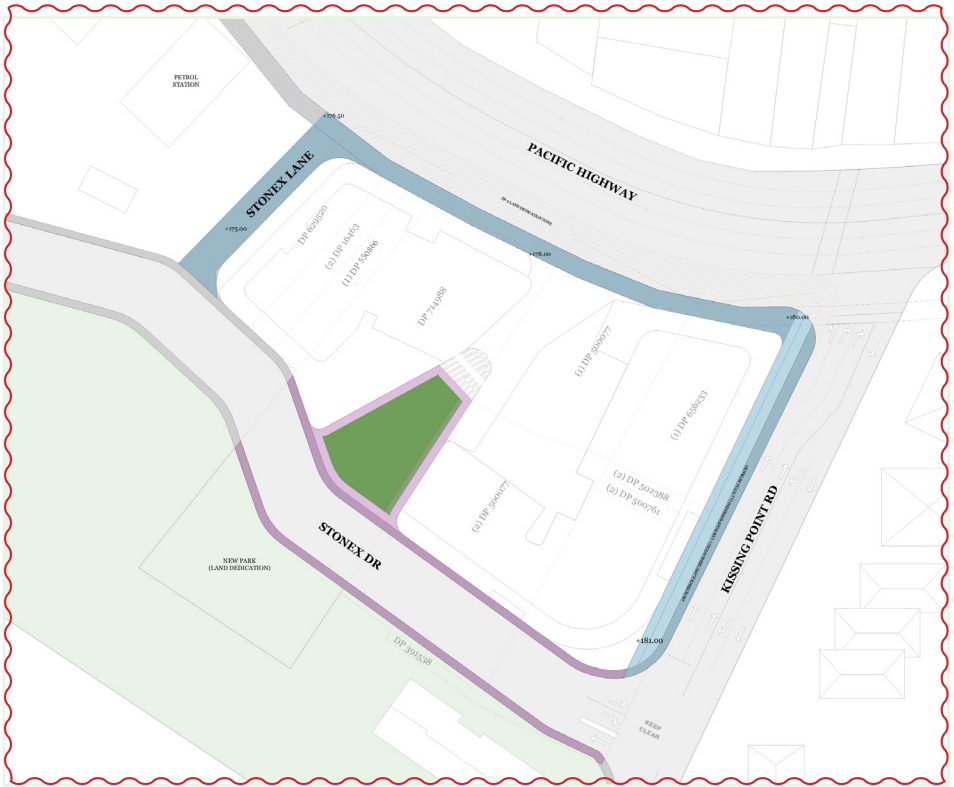 PETROL
STATION
+176.50
PACIFIC HIGHWAY
STONEX LANE
+175.00
DP 629520
(2) DP 16463
(1) DP 550866
+178.00
DP 714988
+180.00
(1) DP 500077
(1) DP 656233
(2) DP 502388
(2) DP 500761
(2) DP 500077
KISSING POINT RD
STONEX DR
NEW PARK
(LAND DEDICATION)
DP 391538
+181.00
KEEP
CLEAR